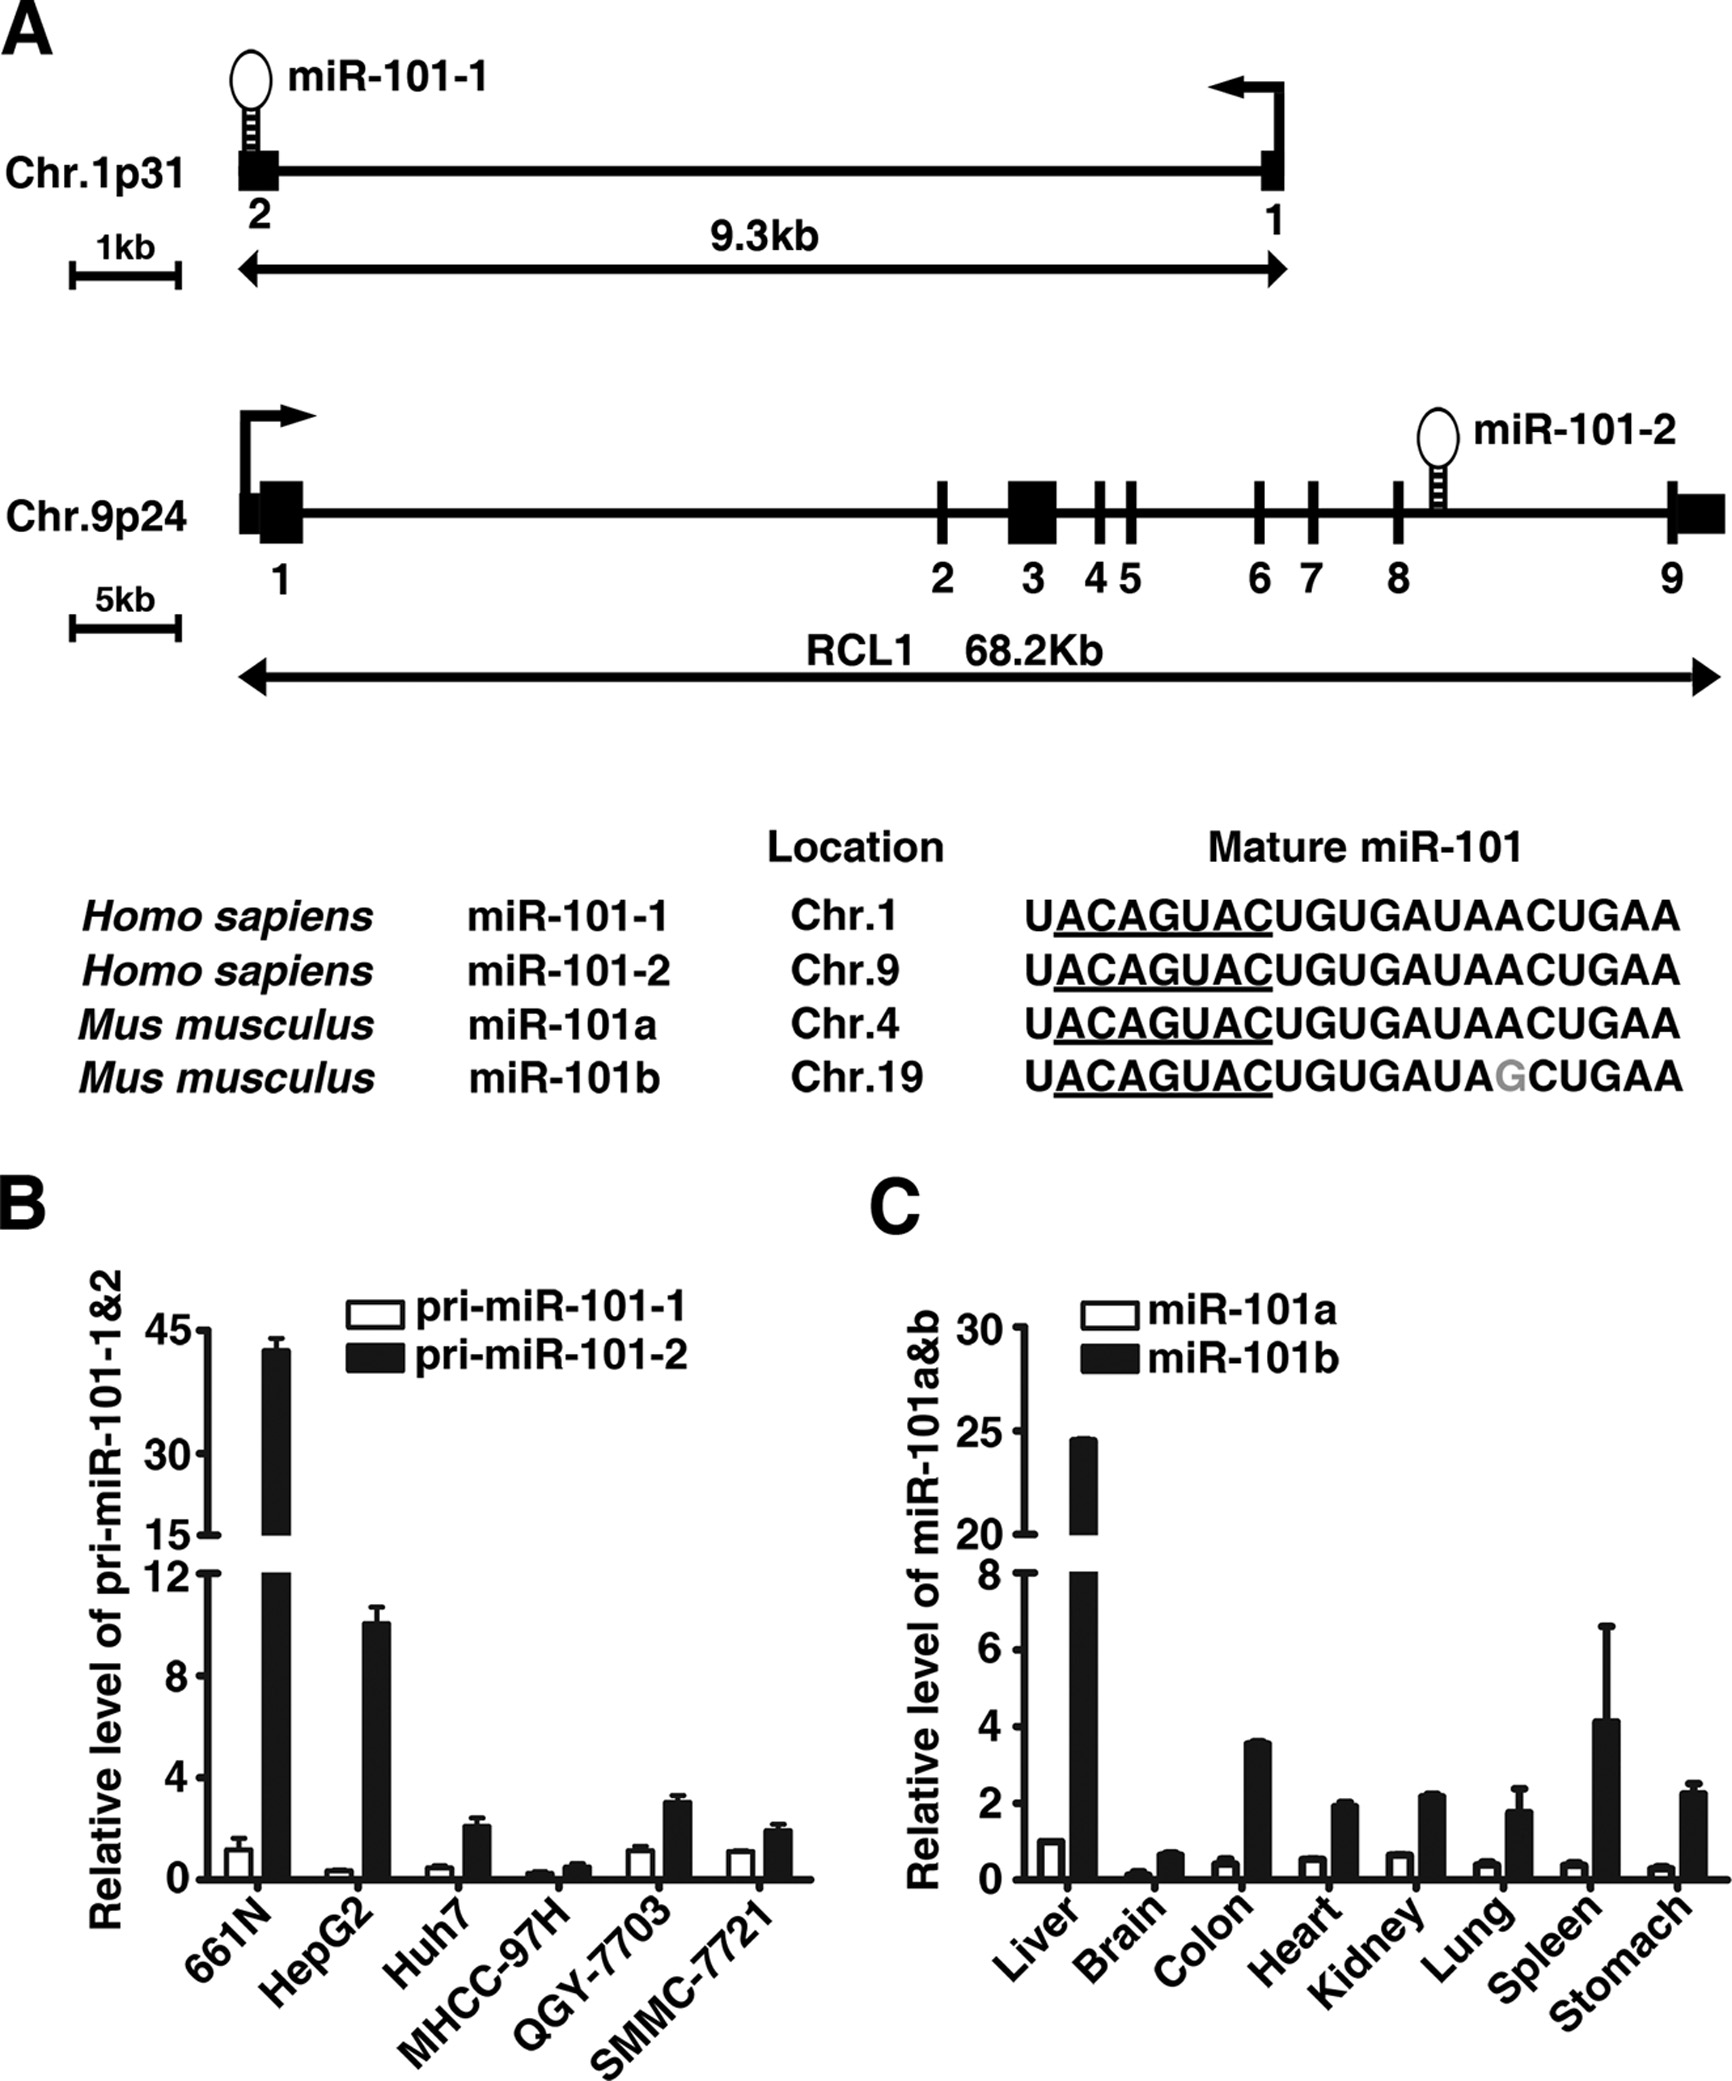 A
miR-101-1
Chr.1p31
2
1
1kb
9.3kb
miR-101-2
Chr.9p24
1 2 3 4 5 6 7 8 9
5kb
RCL1 68.2Kb
Location Mature miR-101
Homo sapiens miR-101-1 Chr.1 UACAGUACUGUGAUAACUGAA
Homo sapiens miR-101-2 Chr.9 UACAGUACUGUGAUAACUGAA
Mus musculus miR-101a Chr.4 UACAGUACUGUGAUAACUGAA
Mus musculus miR-101b Chr.19 UACAGUACUGUGAUAGCUGAA
B
Relative level of pri-miR-101-1&2
pri-miR-101-1
pri-miR-101-2
45
30
15
12
8
4
0
661N
HepG2
Huh7
MHCC-97H
QGY-7703
SMMC-7721
C
Relative level of miR-101a&b
miR-101a
miR-101b
30
25
20
8
6
4
2
0
Liver
Brain
Colon
Heart
Kidney
Lung
Spleen
Stomach